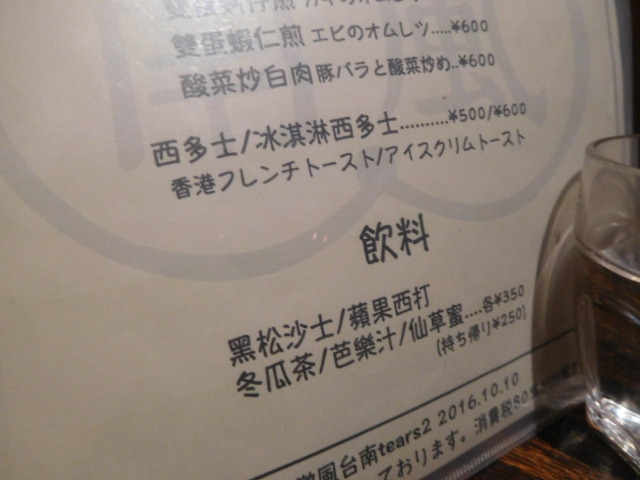 雙蛋蝦仁煎 エビのオムレツ.....¥600
酸菜炒白肉 豚バラと酸菜炒め..¥600
西多士/冰淇淋西多士..........¥500/¥600
香港フレンチトースト/アイスクリムトースト
飲料
黑松沙士/蘋果西打
冬瓜茶/芭樂汁/仙草蜜....各¥350
(持ち帰り¥250)
風台南tears2 2016.10.10
ております。消費税80